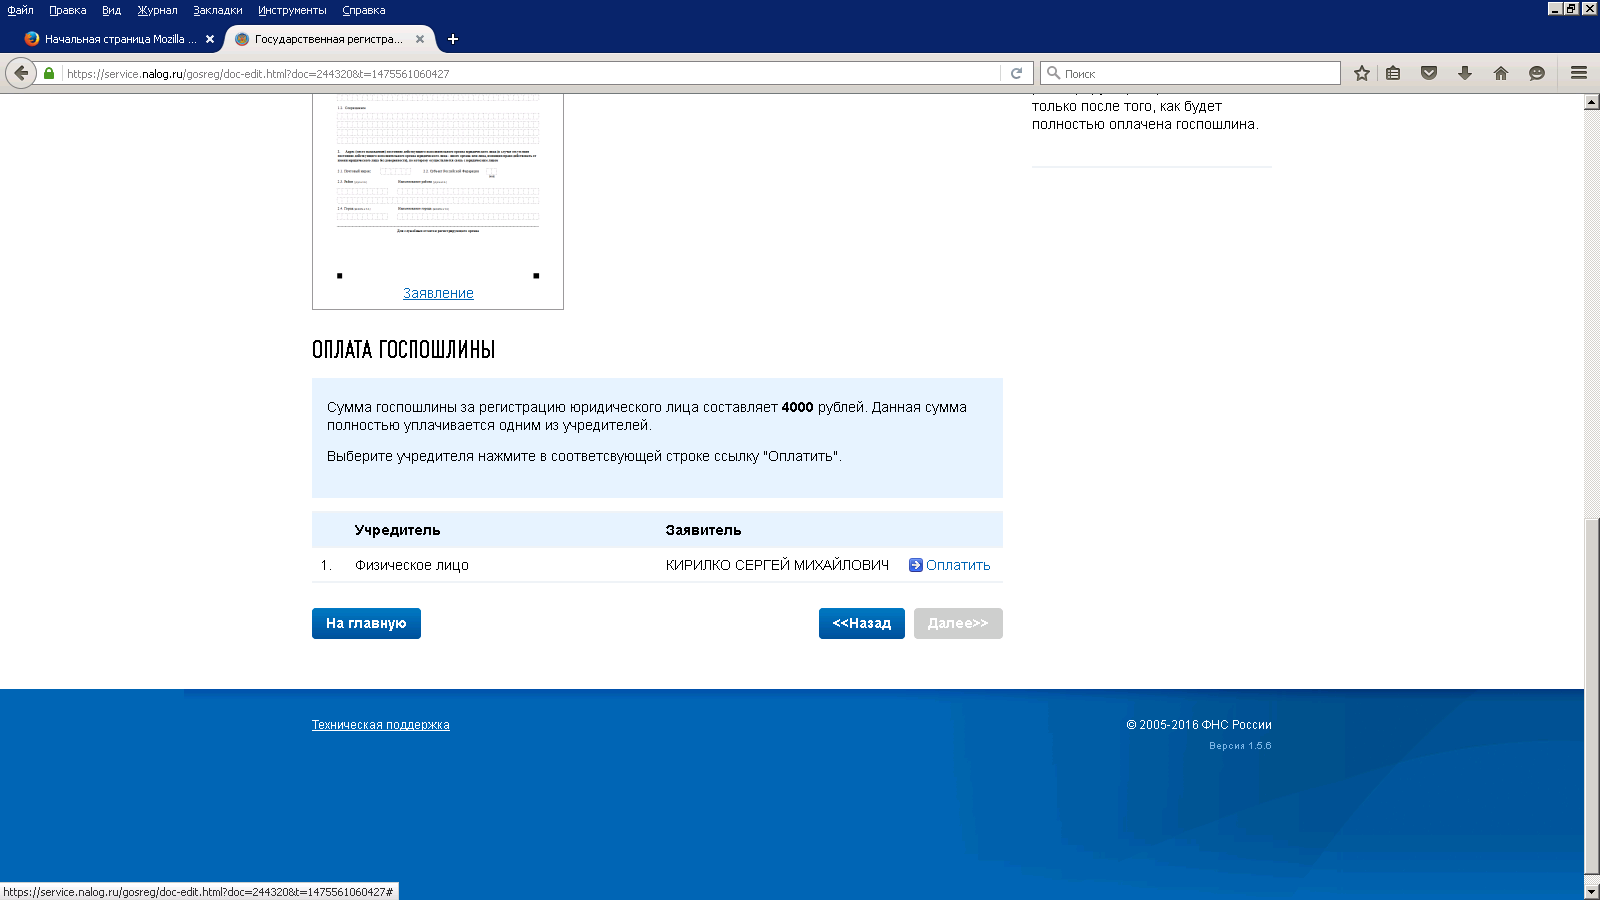 Файл Правка Вид Журнал Закладки Инструменты Справка
Начальная страница Mozilla ... Государственная регистра...
https://service.nalog.ru/gosreg/doc-edit.html?doc=244320&t=1475561060427 Поиск
только после того, как будет
полностью оплачена госпошлина.
Заявление
ОПЛАТА ГОСПОШЛИНЫ
Сумма госпошлины за регистрацию юридического лица составляет 4000 рублей. Данная сумма
полностью уплачивается одним из учредителей.
Выберите учредителя нажмите в соответсвующей строке ссылку "Оплатить".
Учредитель Заявитель
1. Физическое лицо КИРИЛКО СЕРГЕЙ МИХАЙЛОВИЧ Оплатить
На главную <<Назад Далее>>
Техническая поддержка © 2005-2016 ФНС России
Версия 1.5.6
https://service.nalog.ru/gosreg/doc-edit.html?doc=244320&t=1475561060427#